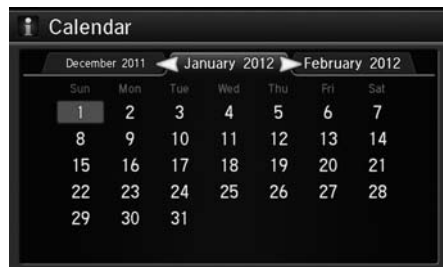 i Calendar
December 2011 January 2012 February 2012
Sun Mon Tue Wed Thu Fri Sat
1 2 3 4 5 6 7
8 9 10 11 12 13 14
15 16 17 18 19 20 21
22 23 24 25 26 27 28
29 30 31